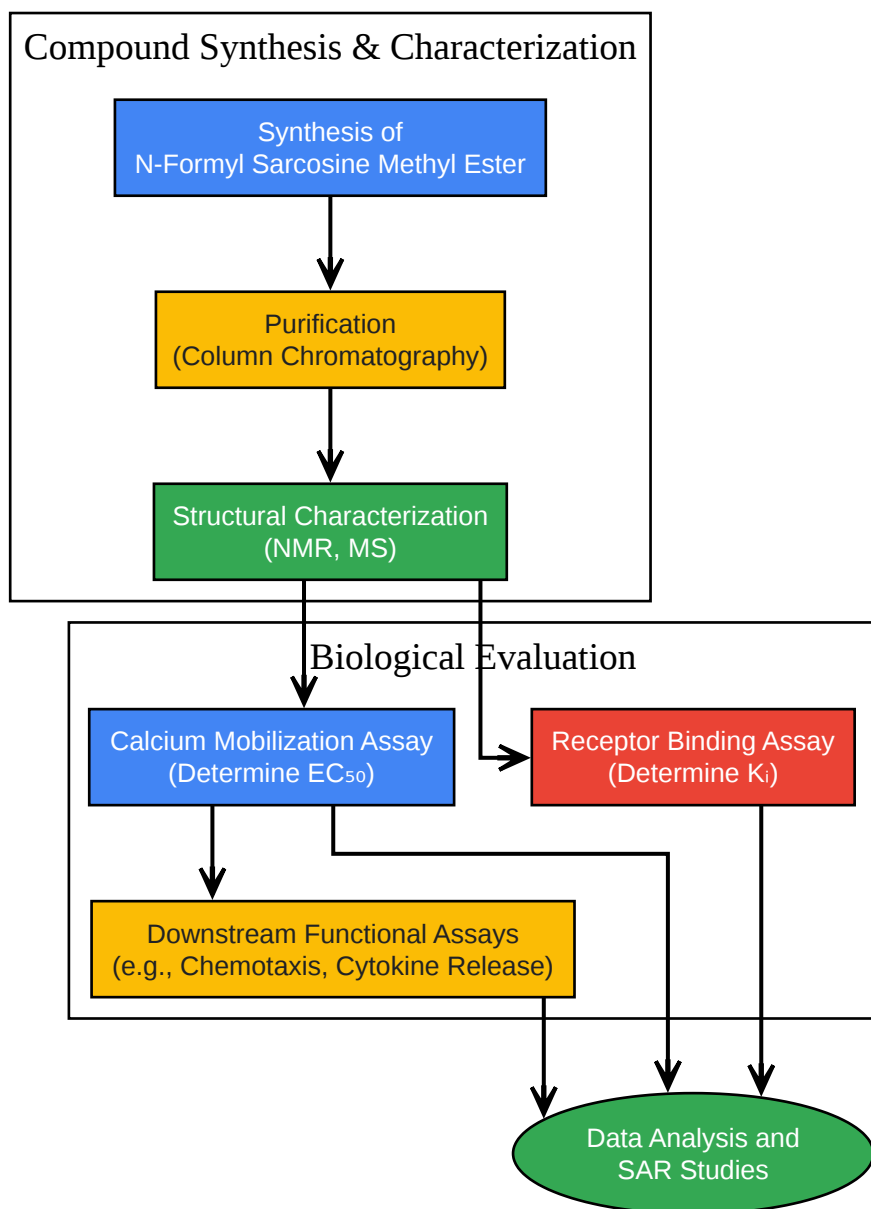 Compound Synthesis & Characterization
Synthesis of
N-Formyl Sarcosine Methyl Ester
Purification
(Column Chromatography)
Structural Characterization
(NMR, MS)
Biological Evaluation
Calcium Mobilization Assay
(Determine EC₅₀)
Receptor Binding Assay
(Determine Kᵢ)
Downstream Functional Assays
(e.g., Chemotaxis, Cytokine Release)
Data Analysis and
SAR Studies